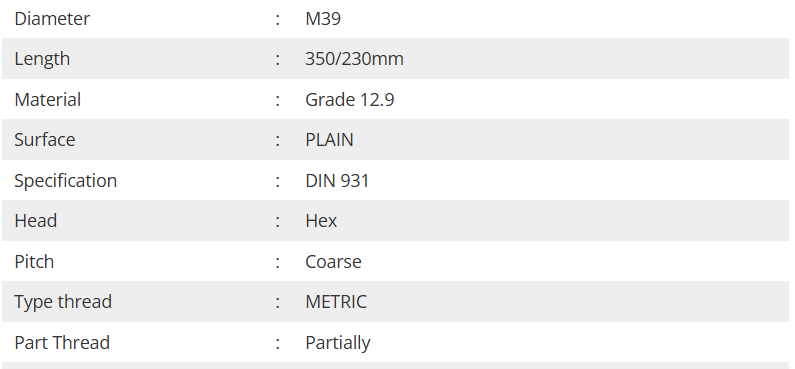 Diameter : M39
Length : 350/230mm
Material : Grade 12.9
Surface : PLAIN
Specification : DIN 931
Head : Hex
Pitch : Coarse
Type thread : METRIC
Part Thread : Partially